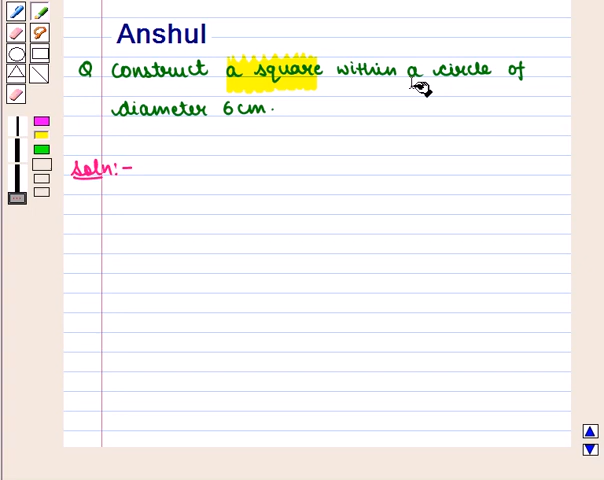 Anshul
Q construct a square within a circle of
diameter 6 cm.
Soln:-